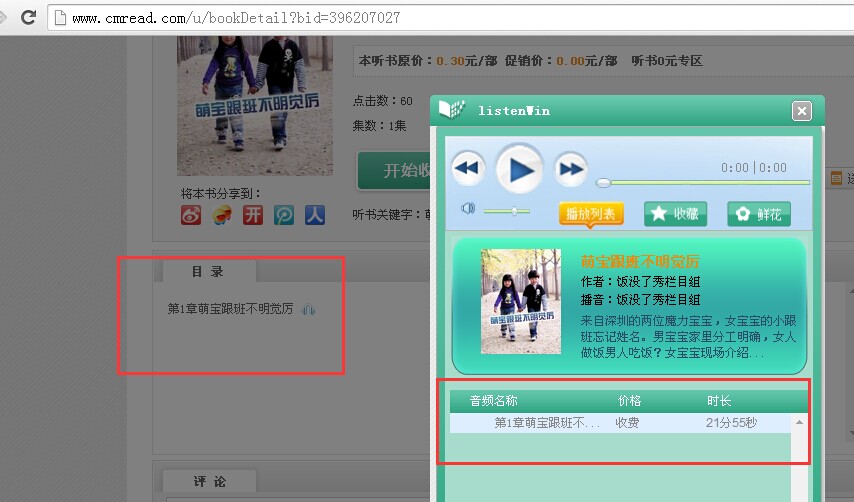 www.cmread.com/u/bookDetail?bid=396207027
萌宝跟班不明觉厉
本听书原价：0.30元/部 促销价：0.00元/部 听书0元专区
点击数：60
集数：1集
开始收
将本书分享到：
听书关键字：萌
目 录
第1章萌宝跟班不明觉厉
评 论
listenWin
0:00 | 0:00
播放列表 收藏 鲜花
萌宝跟班不明觉厉
萌宝跟班不明觉厉
作者：饭没了秀栏目组
播音：饭没了秀栏目组
来自深圳的两位魔力宝宝，女宝宝的小跟
班忘记姓名。男宝宝家里分工明确，女人
做饭男人吃饭？女宝宝现场介绍...
音频名称 价格 时长
第1章萌宝跟班不... 收费 21分55秒